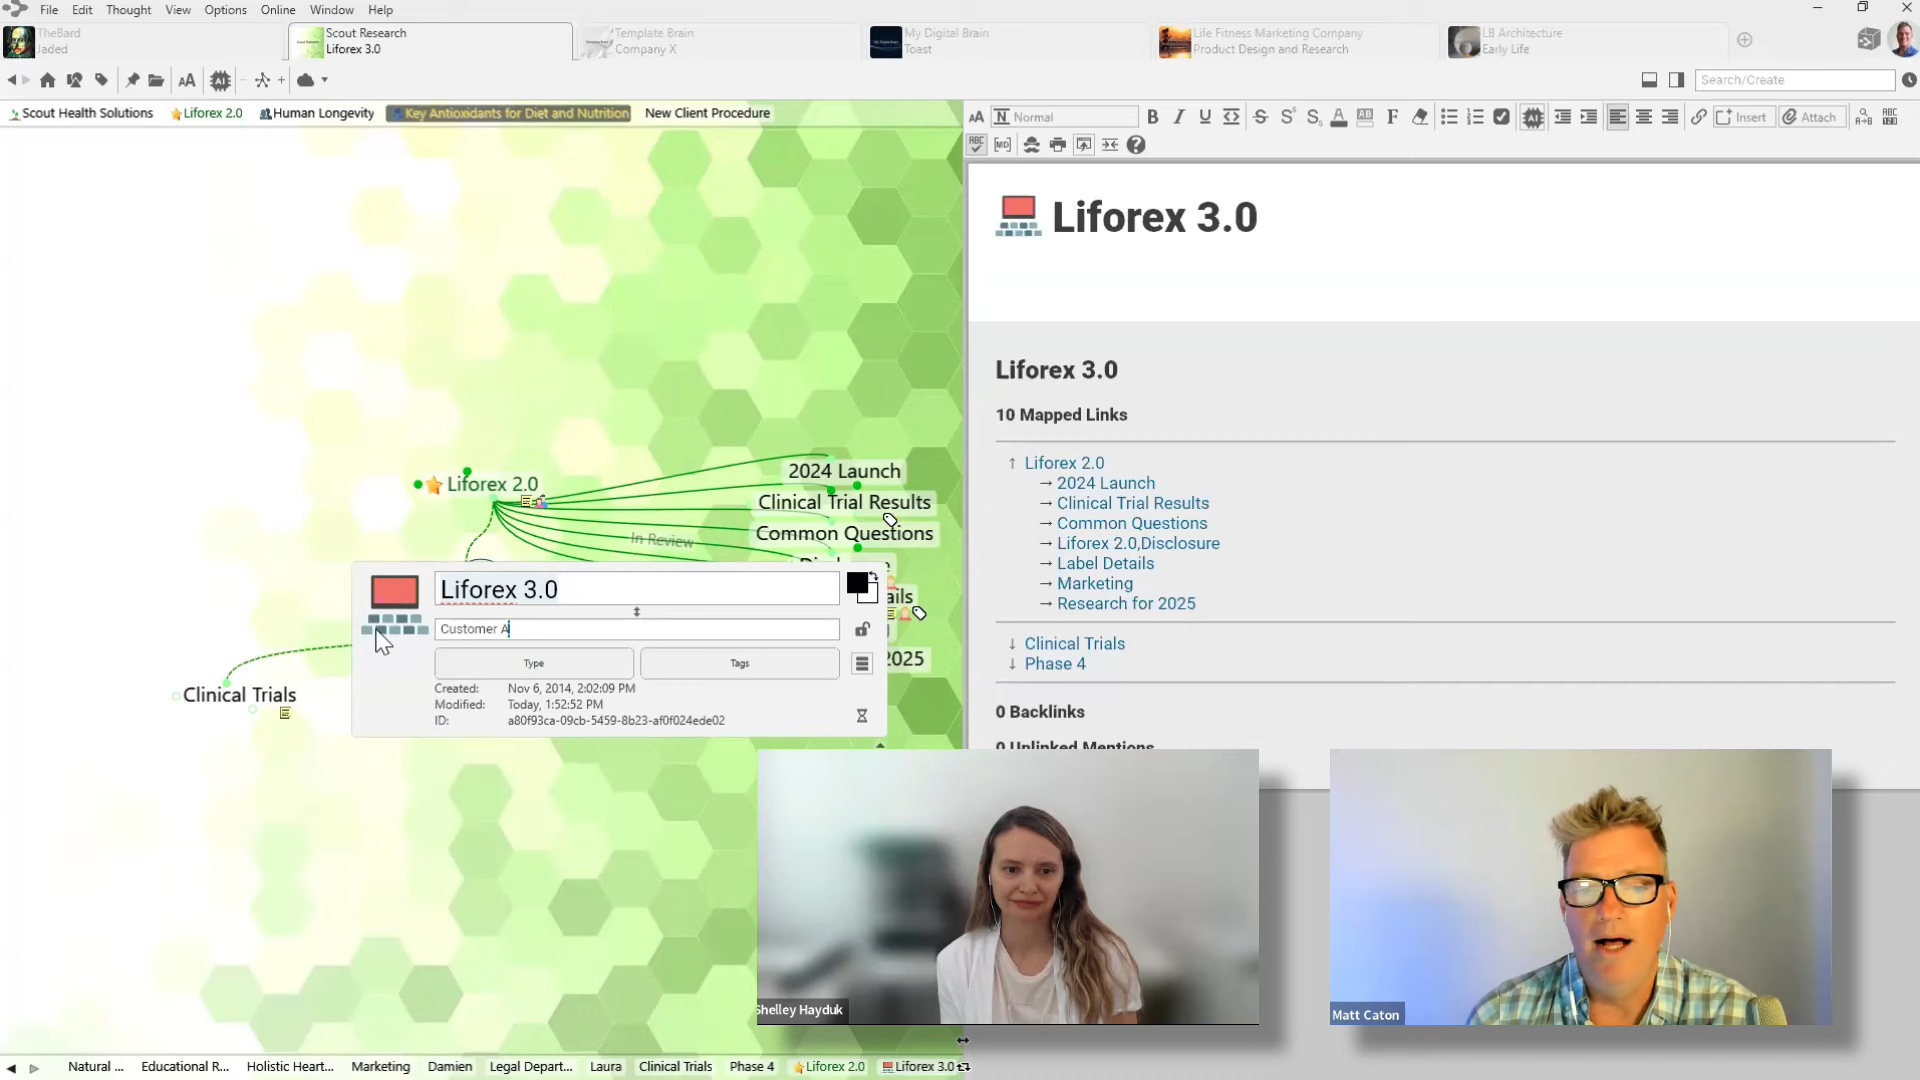 File Edit Thought View Options Online Window Help
TheBard
Jaded
Scout Research
Liforex 3.0
Template Brain
Company X
My Digital Brain
Toast
Life Fitness Marketing Company
Product Design and Research
LB Architecture
Early Life
AA AI Search/Create
Scout Health Solutions Liforex 2.0 Human Longevity Key Antioxidants for Diet and Nutrition New Client Procedure
AA N Normal B I U S S S A AB F AI Insert Attach
ABC MD
Liforex 3.0
Liforex 3.0
10 Mapped Links
↑ Liforex 2.0
→ 2024 Launch
→ Clinical Trial Results
→ Common Questions
→ Liforex 2.0,Disclosure
→ Label Details
→ Marketing
→ Research for 2025
↓ Clinical Trials
↓ Phase 4
0 Backlinks
0 Unlinked Mentions
Liforex 2.0
In Review
2024 Launch
Clinical Trial Results
Common Questions
ails
2025
Clinical Trials
Liforex 3.0
Customer A
Type Tags
Created: Nov 6, 2014, 2:02:09 PM
Modified: Today, 1:52:52 PM
ID: a80f93ca-09cb-5459-8b23-af0f024ede02
Shelley Hayduk
Matt Caton
Natural ... Educational R... Holistic Heart... Marketing Damien Legal Depart... Laura Clinical Trials Phase 4 Liforex 2.0 Liforex 3.0